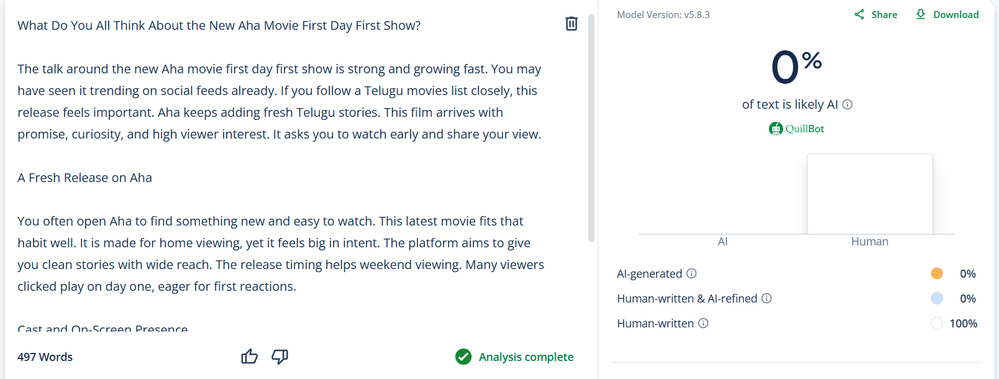 What Do You All Think About the New Aha Movie First Day First Show?
The talk around the new Aha movie first day first show is strong and growing fast. You may
have seen it trending on social feeds already. If you follow a Telugu movies list closely, this
release feels important. Aha keeps adding fresh Telugu stories. This film arrives with
promise, curiosity, and high viewer interest. It asks you to watch early and share your view.
A Fresh Release on Aha
You often open Aha to find something new and easy to watch. This latest movie fits that
habit well. It is made for home viewing, yet it feels big in intent. The platform aims to give
you clean stories with wide reach. The release timing helps weekend viewing. Many viewers
clicked play on day one, eager for first reactions.
Cast and On-Screen Presence
497 Words
Analysis complete
Model Version: v5.8.3
Share
Download
0%
of text is likely AI
QuillBot
AI
Human
AI-generated 0%
Human-written & AI-refined 0%
Human-written 100%